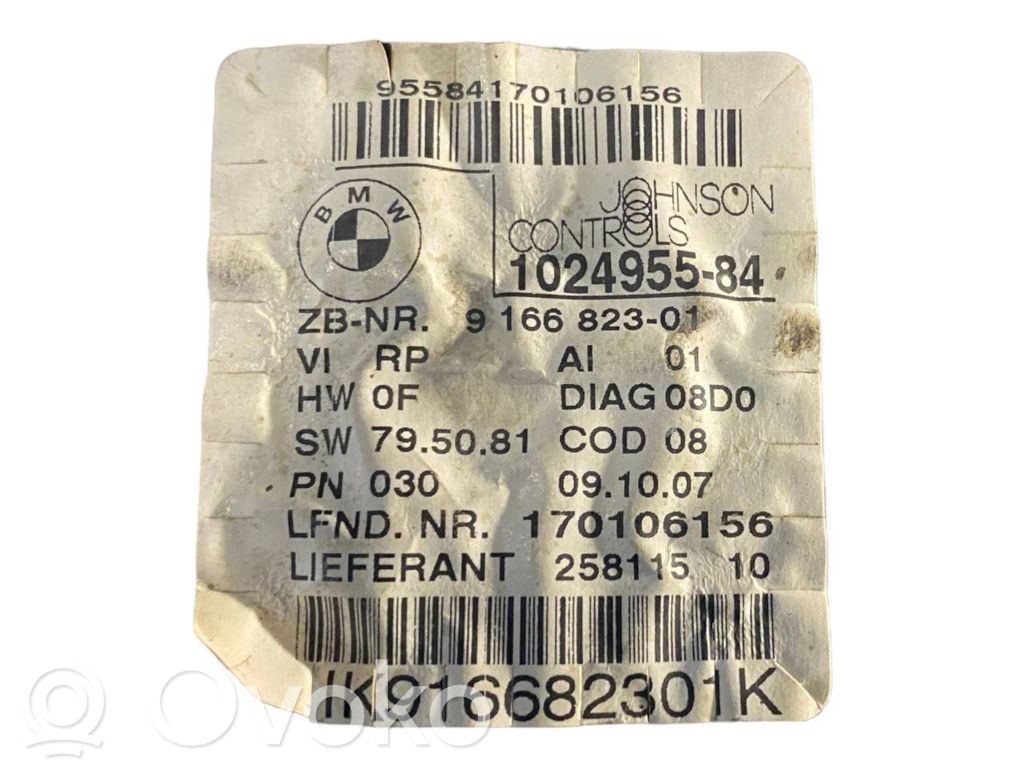 95584170106156
BMW
JOHNSON
CONTROLS
1024955-84
ZB-NR. 9 166 823-01
VI RP AI 01
HW 0F DIAG 08D0
SW 79.50.81 COD 08
PN 030 09.10.07
LFND. NR. 170106156
LIEFERANT 258115 10
IK916682301K
Ovoko